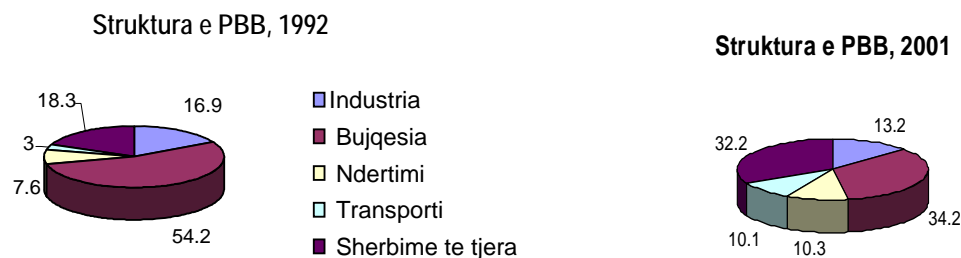 Struktura e PBB, 1992
18.3
16.9
3
7.6
54.2
Industria
Bujqesia
Ndertimi
Transporti
Sherbime te tjera
Struktura e PBB, 2001
32.2
13.2
10.1
10.3
34.2